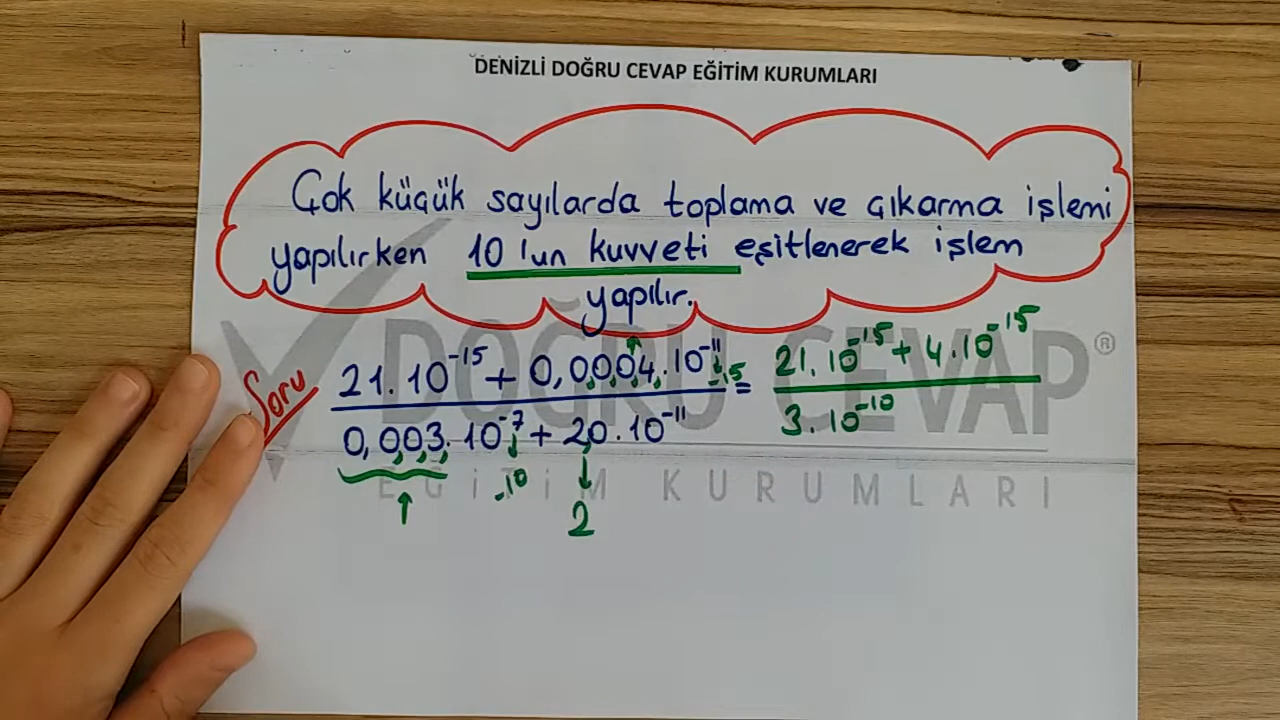 DENİZLİ DOĞRU CEVAP EĞİTİM KURUMLARI
Çok küçük sayılarda toplama ve çıkarma işlemi
yapılırken 10'un kuvveti eşitlenerek işlem
yapılır.
Soru
21.10⁻¹⁵ + 0,0004.10⁻¹¹ -15 = 21.10⁻¹⁵ + 4.10⁻¹⁵
0,003.10⁻⁷ + 20.10⁻¹¹ 3.10⁻¹⁰
-10
2
DOĞRU CEVAP ®
EĞİTİM KURUMLARI